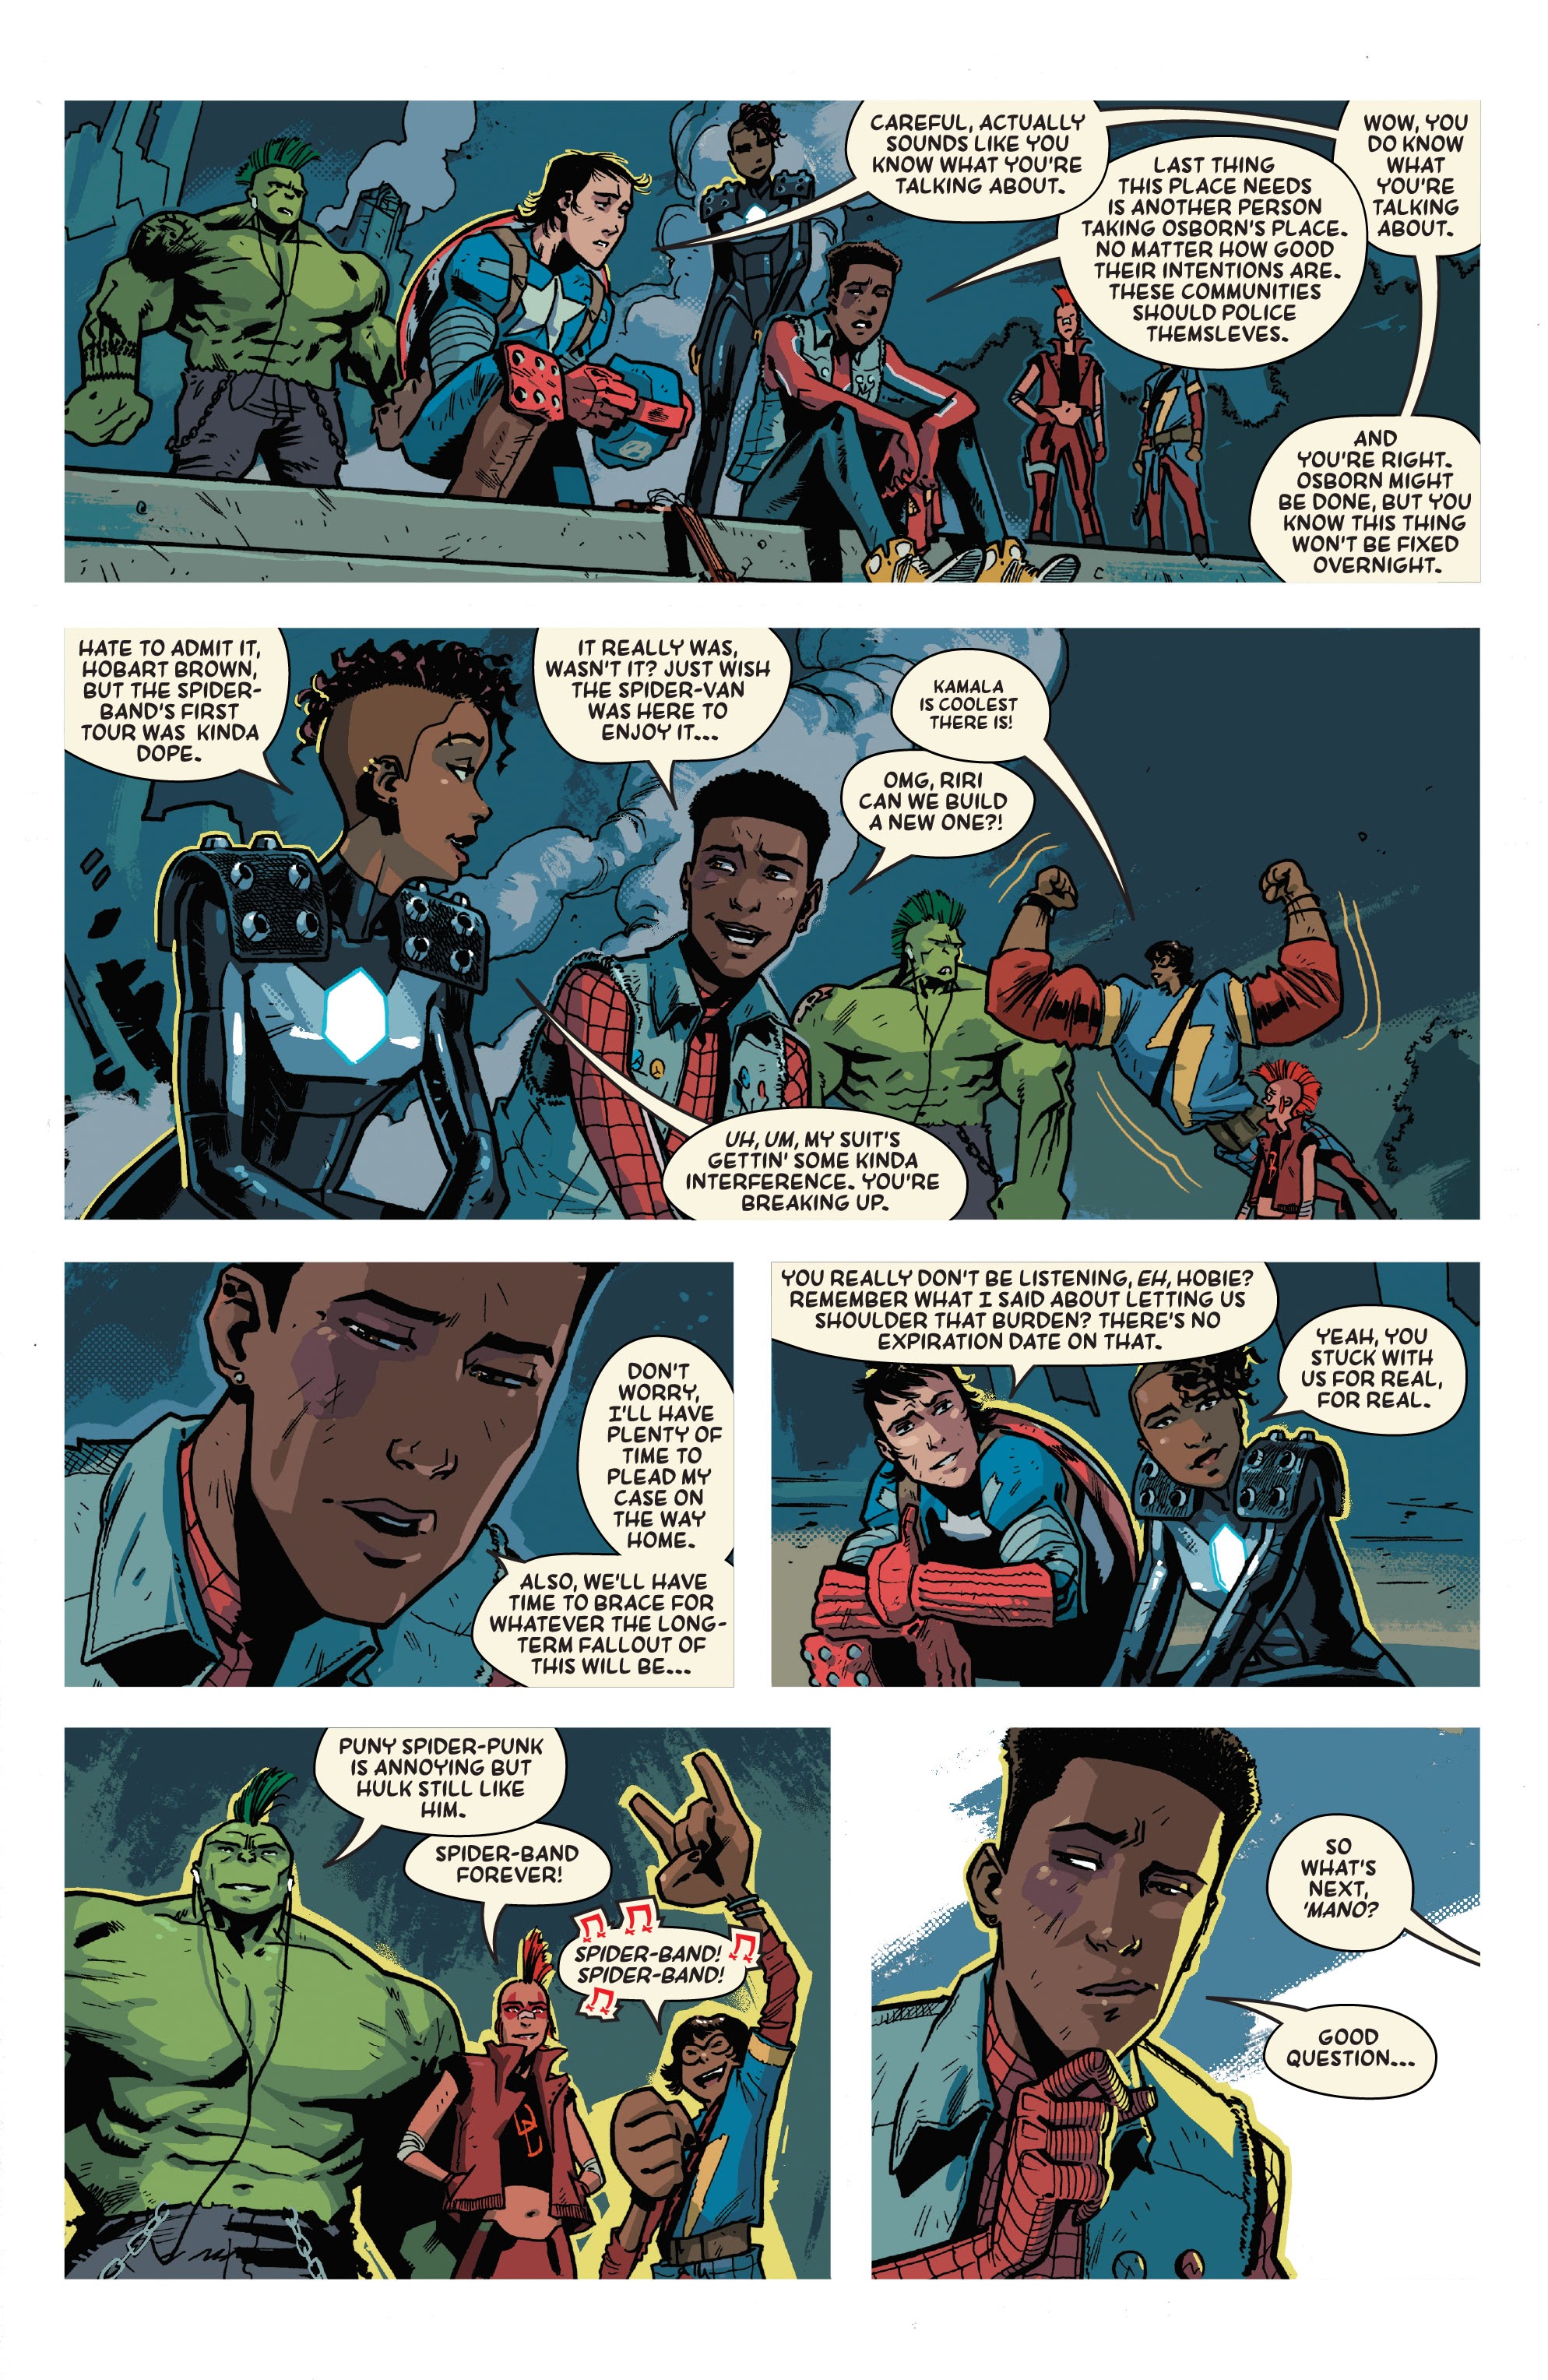 CAREFUL, ACTUALLY
SOUNDS LIKE YOU
KNOW WHAT YOU'RE
TALKING ABOUT.
LAST THING
THIS PLACE NEEDS
IS ANOTHER PERSON
TAKING OSBORN'S PLACE.
NO MATTER HOW GOOD
THEIR INTENTIONS ARE.
THESE COMMUNITIES
SHOULD POLICE
THEMSLEVES.
WOW, YOU
DO KNOW
WHAT
YOU'RE
TALKING
ABOUT.
AND
YOU'RE RIGHT.
OSBORN MIGHT
BE DONE, BUT YOU
KNOW THIS THING
WON'T BE FIXED
OVERNIGHT.
HATE TO ADMIT IT,
HOBART BROWN,
BUT THE SPIDER-
BAND'S FIRST
TOUR WAS KINDA
DOPE.
IT REALLY WAS,
WASN'T IT? JUST WISH
THE SPIDER-VAN
WAS HERE TO
ENJOY IT...
KAMALA
IS COOLEST
THERE IS!
OMG, RIRI
CAN WE BUILD
A NEW ONE?!
UH, UM, MY SUIT'S
GETTIN' SOME KINDA
INTERFERENCE. YOU'RE
BREAKING UP.
DON'T
WORRY,
I'LL HAVE
PLENTY OF
TIME TO
PLEAD MY
CASE ON
THE WAY
HOME.
ALSO, WE'LL HAVE
TIME TO BRACE FOR
WHATEVER THE LONG-
TERM FALLOUT OF
THIS WILL BE...
YOU REALLY DON'T BE LISTENING, EH, HOBIE?
REMEMBER WHAT I SAID ABOUT LETTING US
SHOULDER THAT BURDEN? THERE'S NO
EXPIRATION DATE ON THAT.
YEAH, YOU
STUCK WITH
US FOR REAL,
FOR REAL.
PUNY SPIDER-PUNK
IS ANNOYING BUT
HULK STILL LIKE
HIM.
SPIDER-BAND
FOREVER!
SPIDER-BAND!
SPIDER-BAND!
SO
WHAT'S
NEXT,
'MANO?
GOOD
QUESTION...